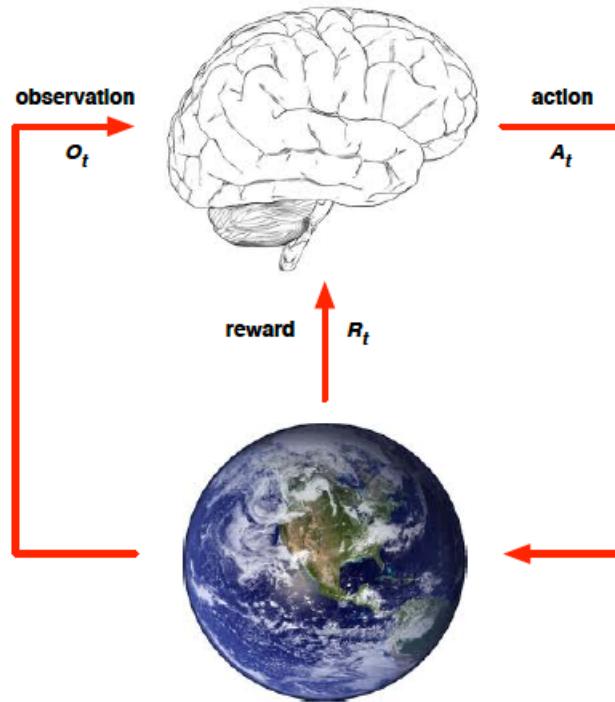 observation
O_t
action
A_t
reward
R_t